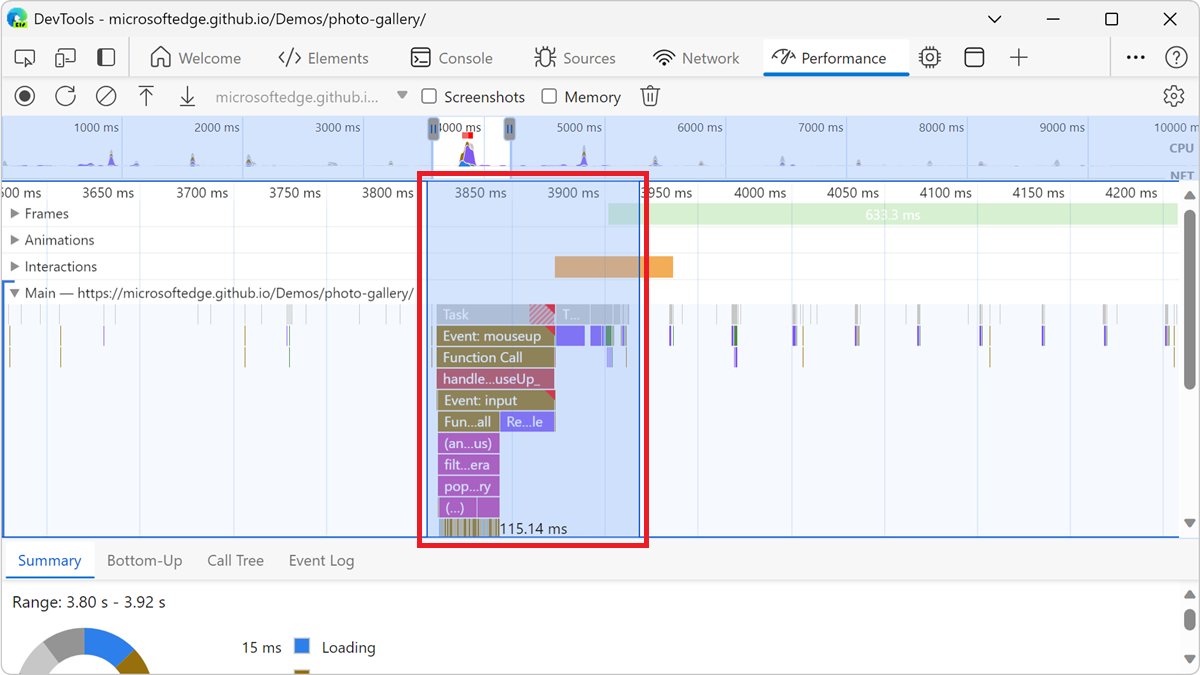 DevTools - microsoftedge.github.io/Demos/photo-gallery/
Welcome Elements Console Sources Network Performance
microsoftedge.github.i... Screenshots Memory
1000 ms 2000 ms 3000 ms 4000 ms 5000 ms 6000 ms 7000 ms 8000 ms 9000 ms 10000 m
CPU
NET
600 ms 3650 ms 3700 ms 3750 ms 3800 ms 3850 ms 3900 ms 3950 ms 4000 ms 4050 ms 4100 ms 4150 ms 4200 ms
Frames 633.3 ms
Animations
Interactions
Main — https://microsoftedge.github.io/Demos/photo-gallery/
Task T...
Event: mouseup
Function Call
handle...useUp_
Event: input
Fun...all Re...le
(an...us)
filt...era
pop...ry
(...)
115.14 ms
Summary Bottom-Up Call Tree Event Log
Range: 3.80 s - 3.92 s
15 ms Loading